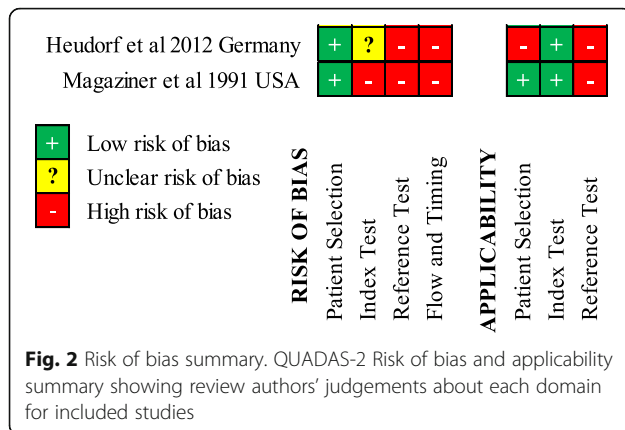 Heudorf et al 2012 Germany + ? - - - + -
Magaziner et al 1991 USA + - - - + + -
+ Low risk of bias
? Unclear risk of bias
- High risk of bias
RISK OF BIAS
Patient Selection
Index Test
Reference Test
Flow and Timing
APPLICABILITY
Patient Selection
Index Test
Reference Test
Fig. 2 Risk of bias summary. QUADAS-2 Risk of bias and applicability
summary showing review authors' judgements about each domain
for included studies